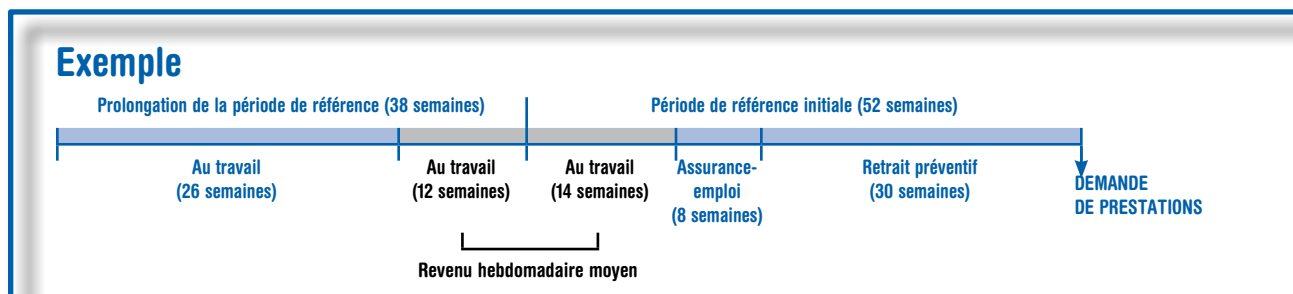 Exemple
Prolongation de la période de référence (38 semaines)
Période de référence initiale (52 semaines)
Au travail
(26 semaines)
Au travail
(12 semaines)
Au travail
(14 semaines)
Assurance-
emploi
(8 semaines)
Retrait préventif
(30 semaines)
DEMANDE
DE PRESTATIONS
Revenu hebdomadaire moyen